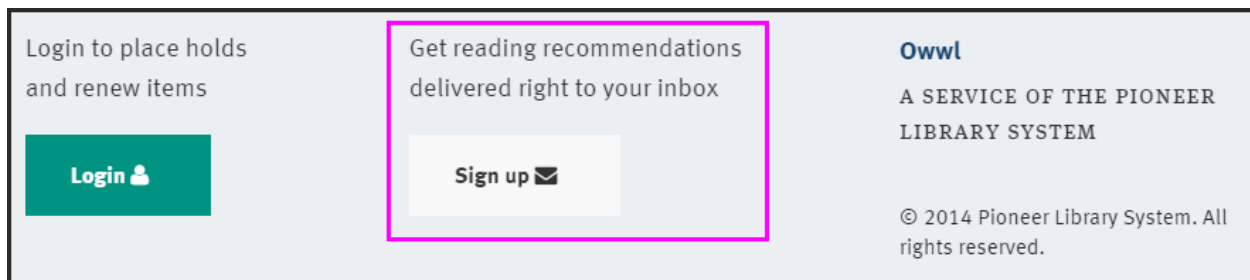 Login to place holds
and renew items
Login
Get reading recommendations
delivered right to your inbox
Sign up
Owwl
A SERVICE OF THE PIONEER
LIBRARY SYSTEM
© 2014 Pioneer Library System. All
rights reserved.